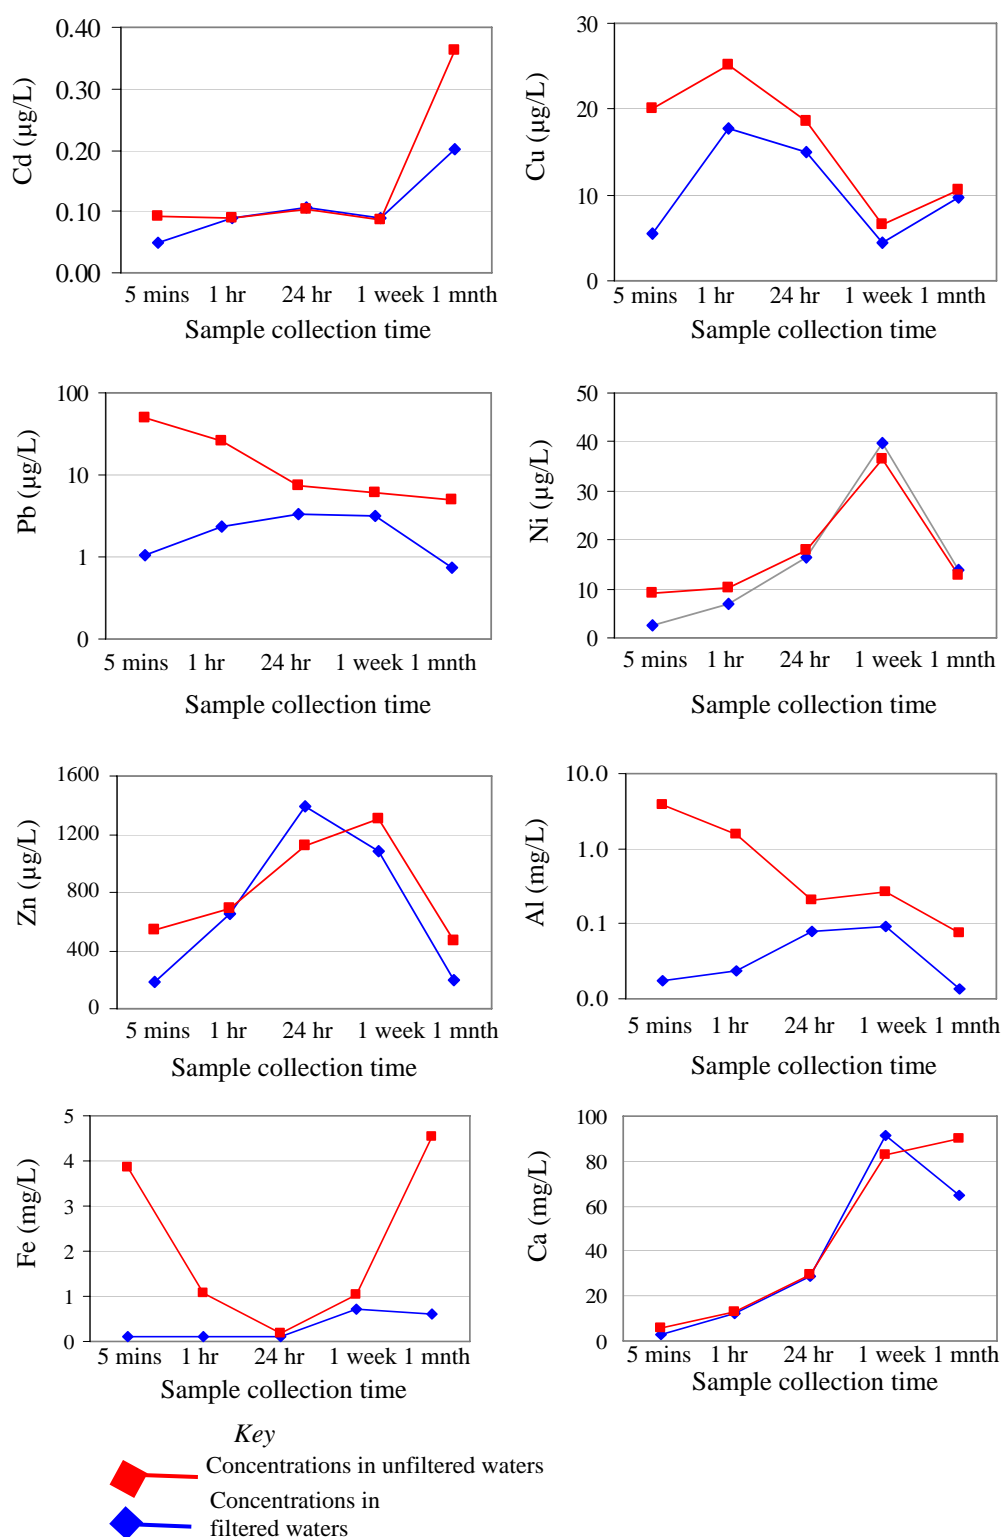 Cd (µg/L)
0.40
0.30
0.20
0.10
0.00
5 mins 1 hr 24 hr 1 week 1 mnth
Sample collection time
Cu (µg/L)
30
20
10
0
5 mins 1 hr 24 hr 1 week 1 mnth
Sample collection time
Pb (µg/L)
100
10
1
0
5 mins 1 hr 24 hr 1 week 1 mnth
Sample collection time
Ni (µg/L)
50
40
30
20
10
0
5 mins 1 hr 24 hr 1 week 1 mnth
Sample collection time
Zn (µg/L)
1600
1200
800
400
0
5 mins 1 hr 24 hr 1 week 1 mnth
Sample collection time
Al (mg/L)
10.0
1.0
0.1
0.0
5 mins 1 hr 24 hr 1 week 1 mnth
Sample collection time
Fe (mg/L)
5
4
3
2
1
0
5 mins 1 hr 24 hr 1 week 1 mnth
Sample collection time
Ca (mg/L)
100
80
60
40
20
0
5 mins 1 hr 24 hr 1 week 1 mnth
Sample collection time
Key
Concentrations in unfiltered waters
Concentrations in
filtered waters